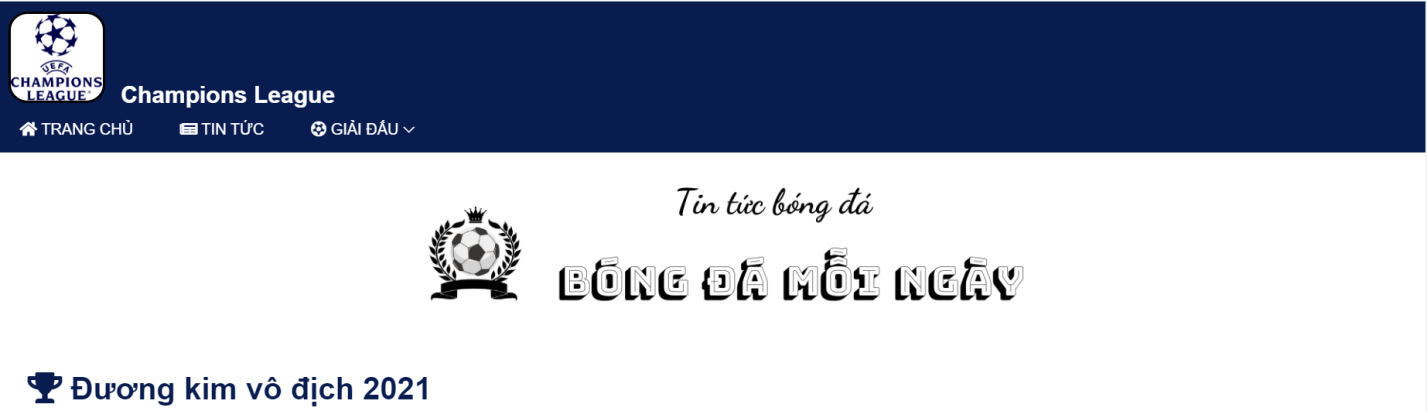 UEFA
CHAMPIONS
LEAGUE
Champions League
TRANG CHỦ TIN TỨC GIẢI ĐẤU
Tin tức bóng đá
BÓNG ĐÁ MỖI NGÀY
Đương kim vô địch 2021